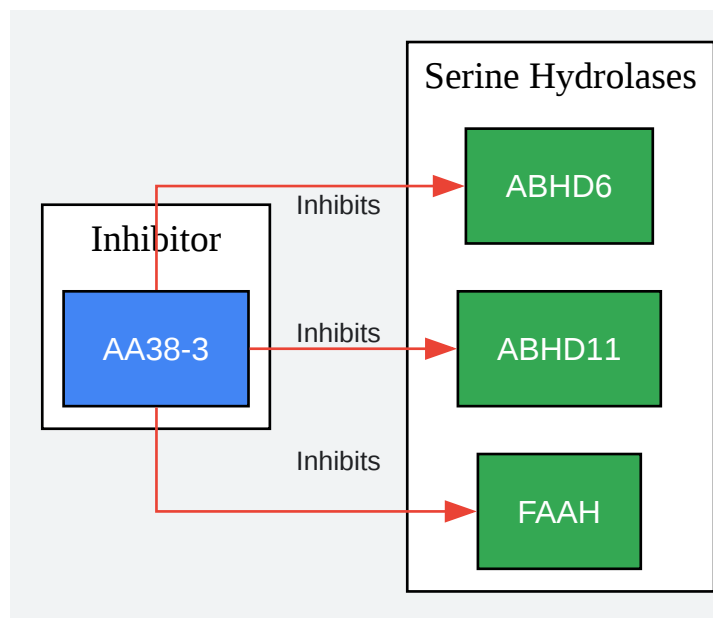 Serine Hydrolases
ABHD6
Inhibits
Inhibitor
AA38-3
Inhibits
ABHD11
Inhibits
FAAH